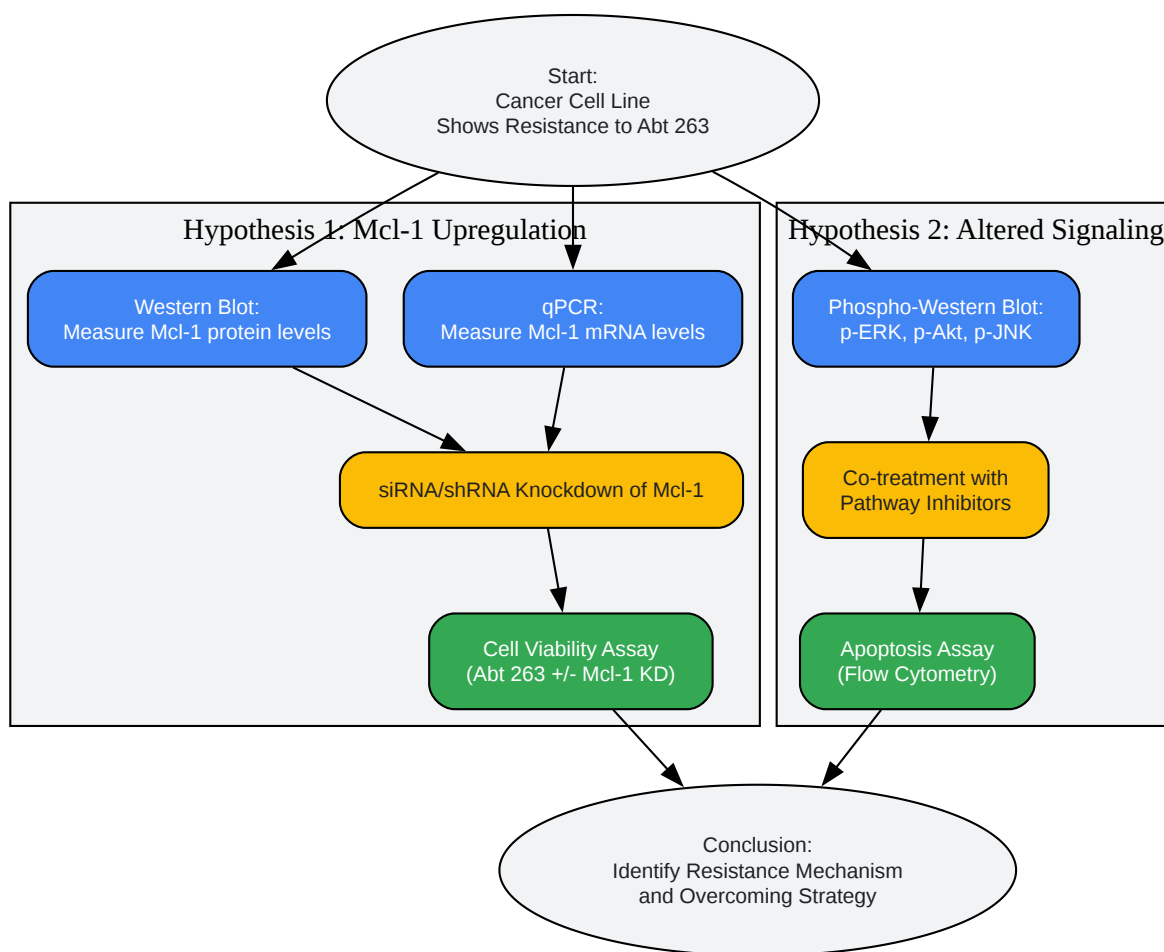 Start:
Cancer Cell Line
Shows Resistance to Abt 263
Hypothesis 1: Mcl-1 Upregulation
Hypothesis 2: Altered Signaling
Western Blot:
Measure Mcl-1 protein levels
qPCR:
Measure Mcl-1 mRNA levels
Phospho-Western Blot:
p-ERK, p-Akt, p-JNK
siRNA/shRNA Knockdown of Mcl-1
Co-treatment with
Pathway Inhibitors
Cell Viability Assay
(Abt 263 +/- Mcl-1 KD)
Apoptosis Assay
(Flow Cytometry)
Conclusion:
Identify Resistance Mechanism
and Overcoming Strategy